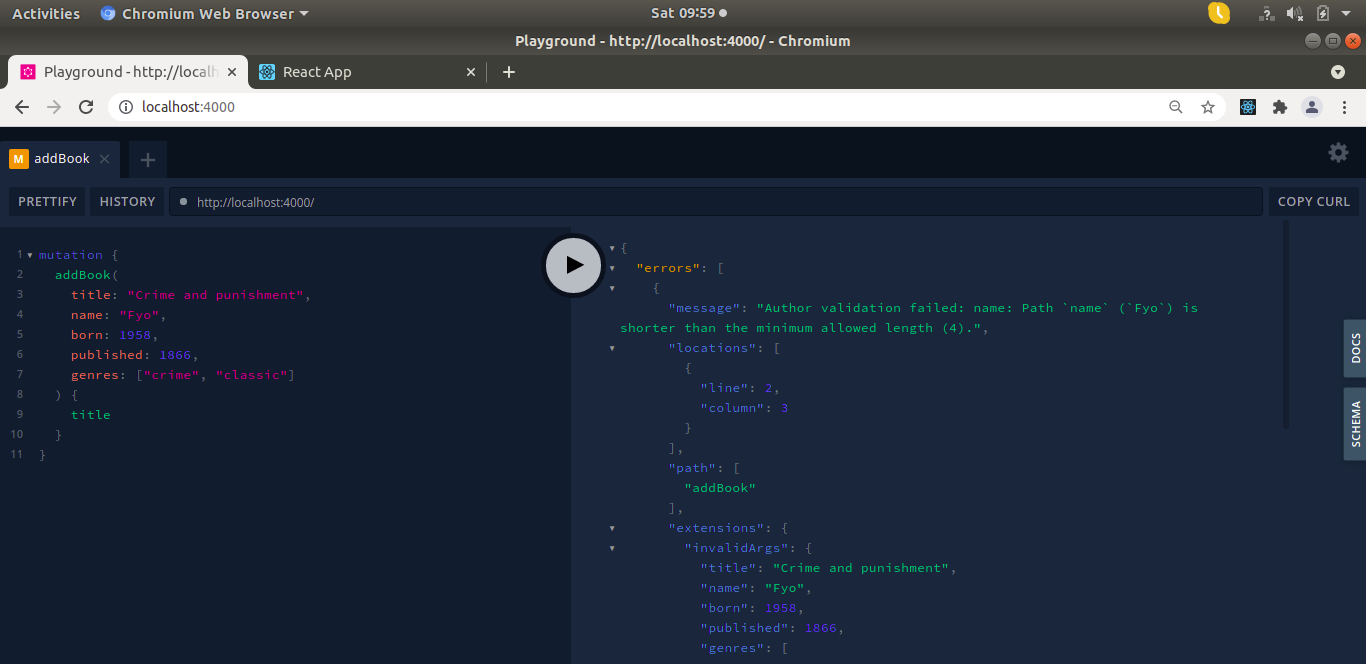 Activities Chromium Web Browser Sat 09:59
Playground - http://localhost:4000/ - Chromium
Playground - http://localh React App
localhost:4000
M addBook
PRETTIFY HISTORY http://localhost:4000/ COPY CURL
1 mutation {
2 addBook(
3 title: "Crime and punishment",
4 name: "Fyo",
5 born: 1958,
6 published: 1866,
7 genres: ["crime", "classic"]
8 ) {
9 title
10 }
11 }
{
"errors": [
{
"message": "Author validation failed: name: Path `name` (`Fyo`) is
shorter than the minimum allowed length (4).",
"locations": [
{
"line": 2,
"column": 3
}
],
"path": [
"addBook"
],
"extensions": {
"invalidArgs": {
"title": "Crime and punishment",
"name": "Fyo",
"born": 1958,
"published": 1866,
"genres": [
DOCS
SCHEMA